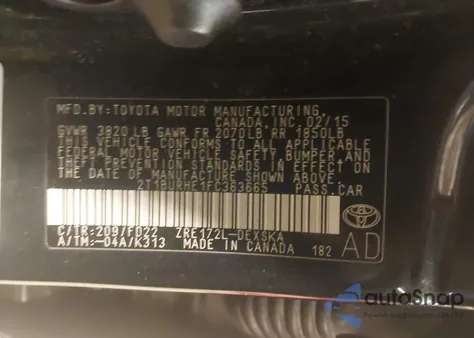 MFD.BY:TOYOTA MOTOR MANUFACTURING
CANADA INC. 02/15
GVWR 3820 LB GAWR FR 2070LB RR 1850LB
THIS VEHICLE CONFORMS TO ALL APPLICABLE
FEDERAL MOTOR VEHICLE SAFETY, BUMPER, AND
THEFT PREVENTION STANDARDS IN EFFECT ON
THE DATE OF MANUFACTURE SHOWN ABOVE.
2T1BURHE1FC363665 PASS.CAR
C/TR:209/FD22 ZRE172L-DEXSKA
A/TM:-04A/K313 MADE IN CANADA 182
AD
TOYOTA
autoSnap